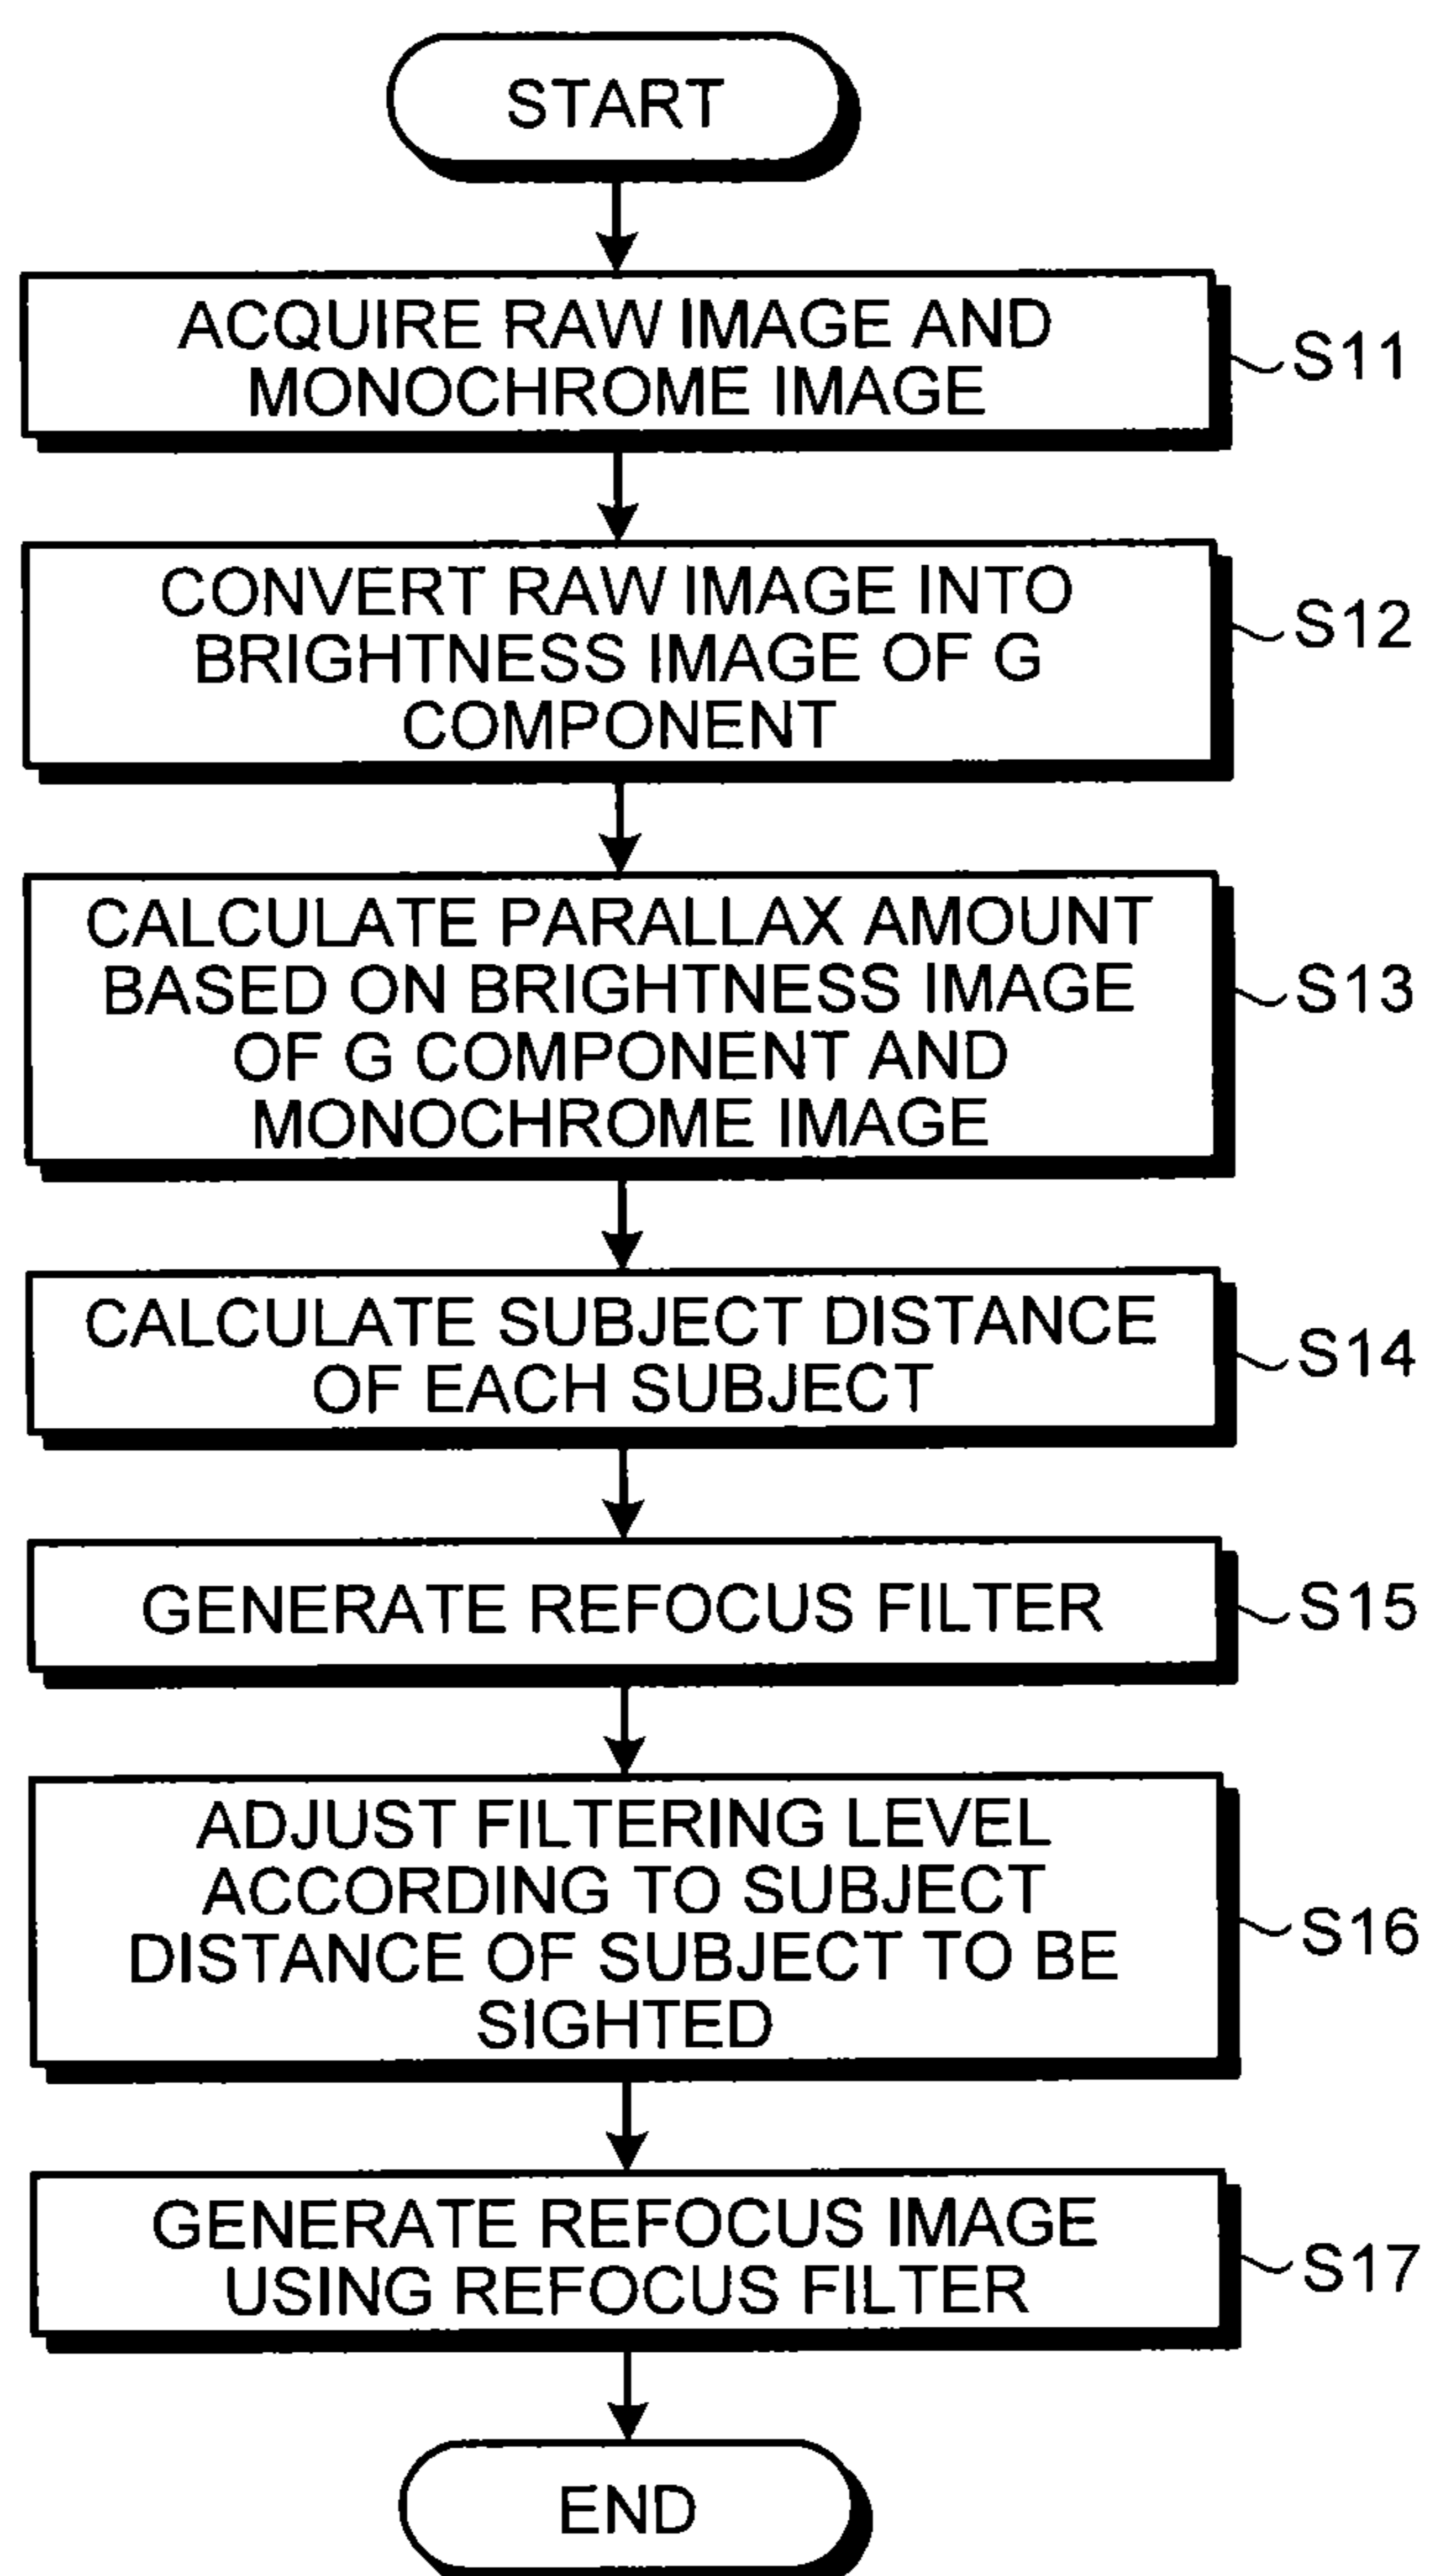 START
ACQUIRE RAW IMAGE AND
MONOCHROME IMAGE
S11
CONVERT RAW IMAGE INTO
BRIGHTNESS IMAGE OF G
COMPONENT
S12
CALCULATE PARALLAX AMOUNT
BASED ON BRIGHTNESS IMAGE
OF G COMPONENT AND
MONOCHROME IMAGE
S13
CALCULATE SUBJECT DISTANCE
OF EACH SUBJECT
S14
GENERATE REFOCUS FILTER
S15
ADJUST FILTERING LEVEL
ACCORDING TO SUBJECT
DISTANCE OF SUBJECT TO BE
SIGHTED
S16
GENERATE REFOCUS IMAGE
USING REFOCUS FILTER
S17
END